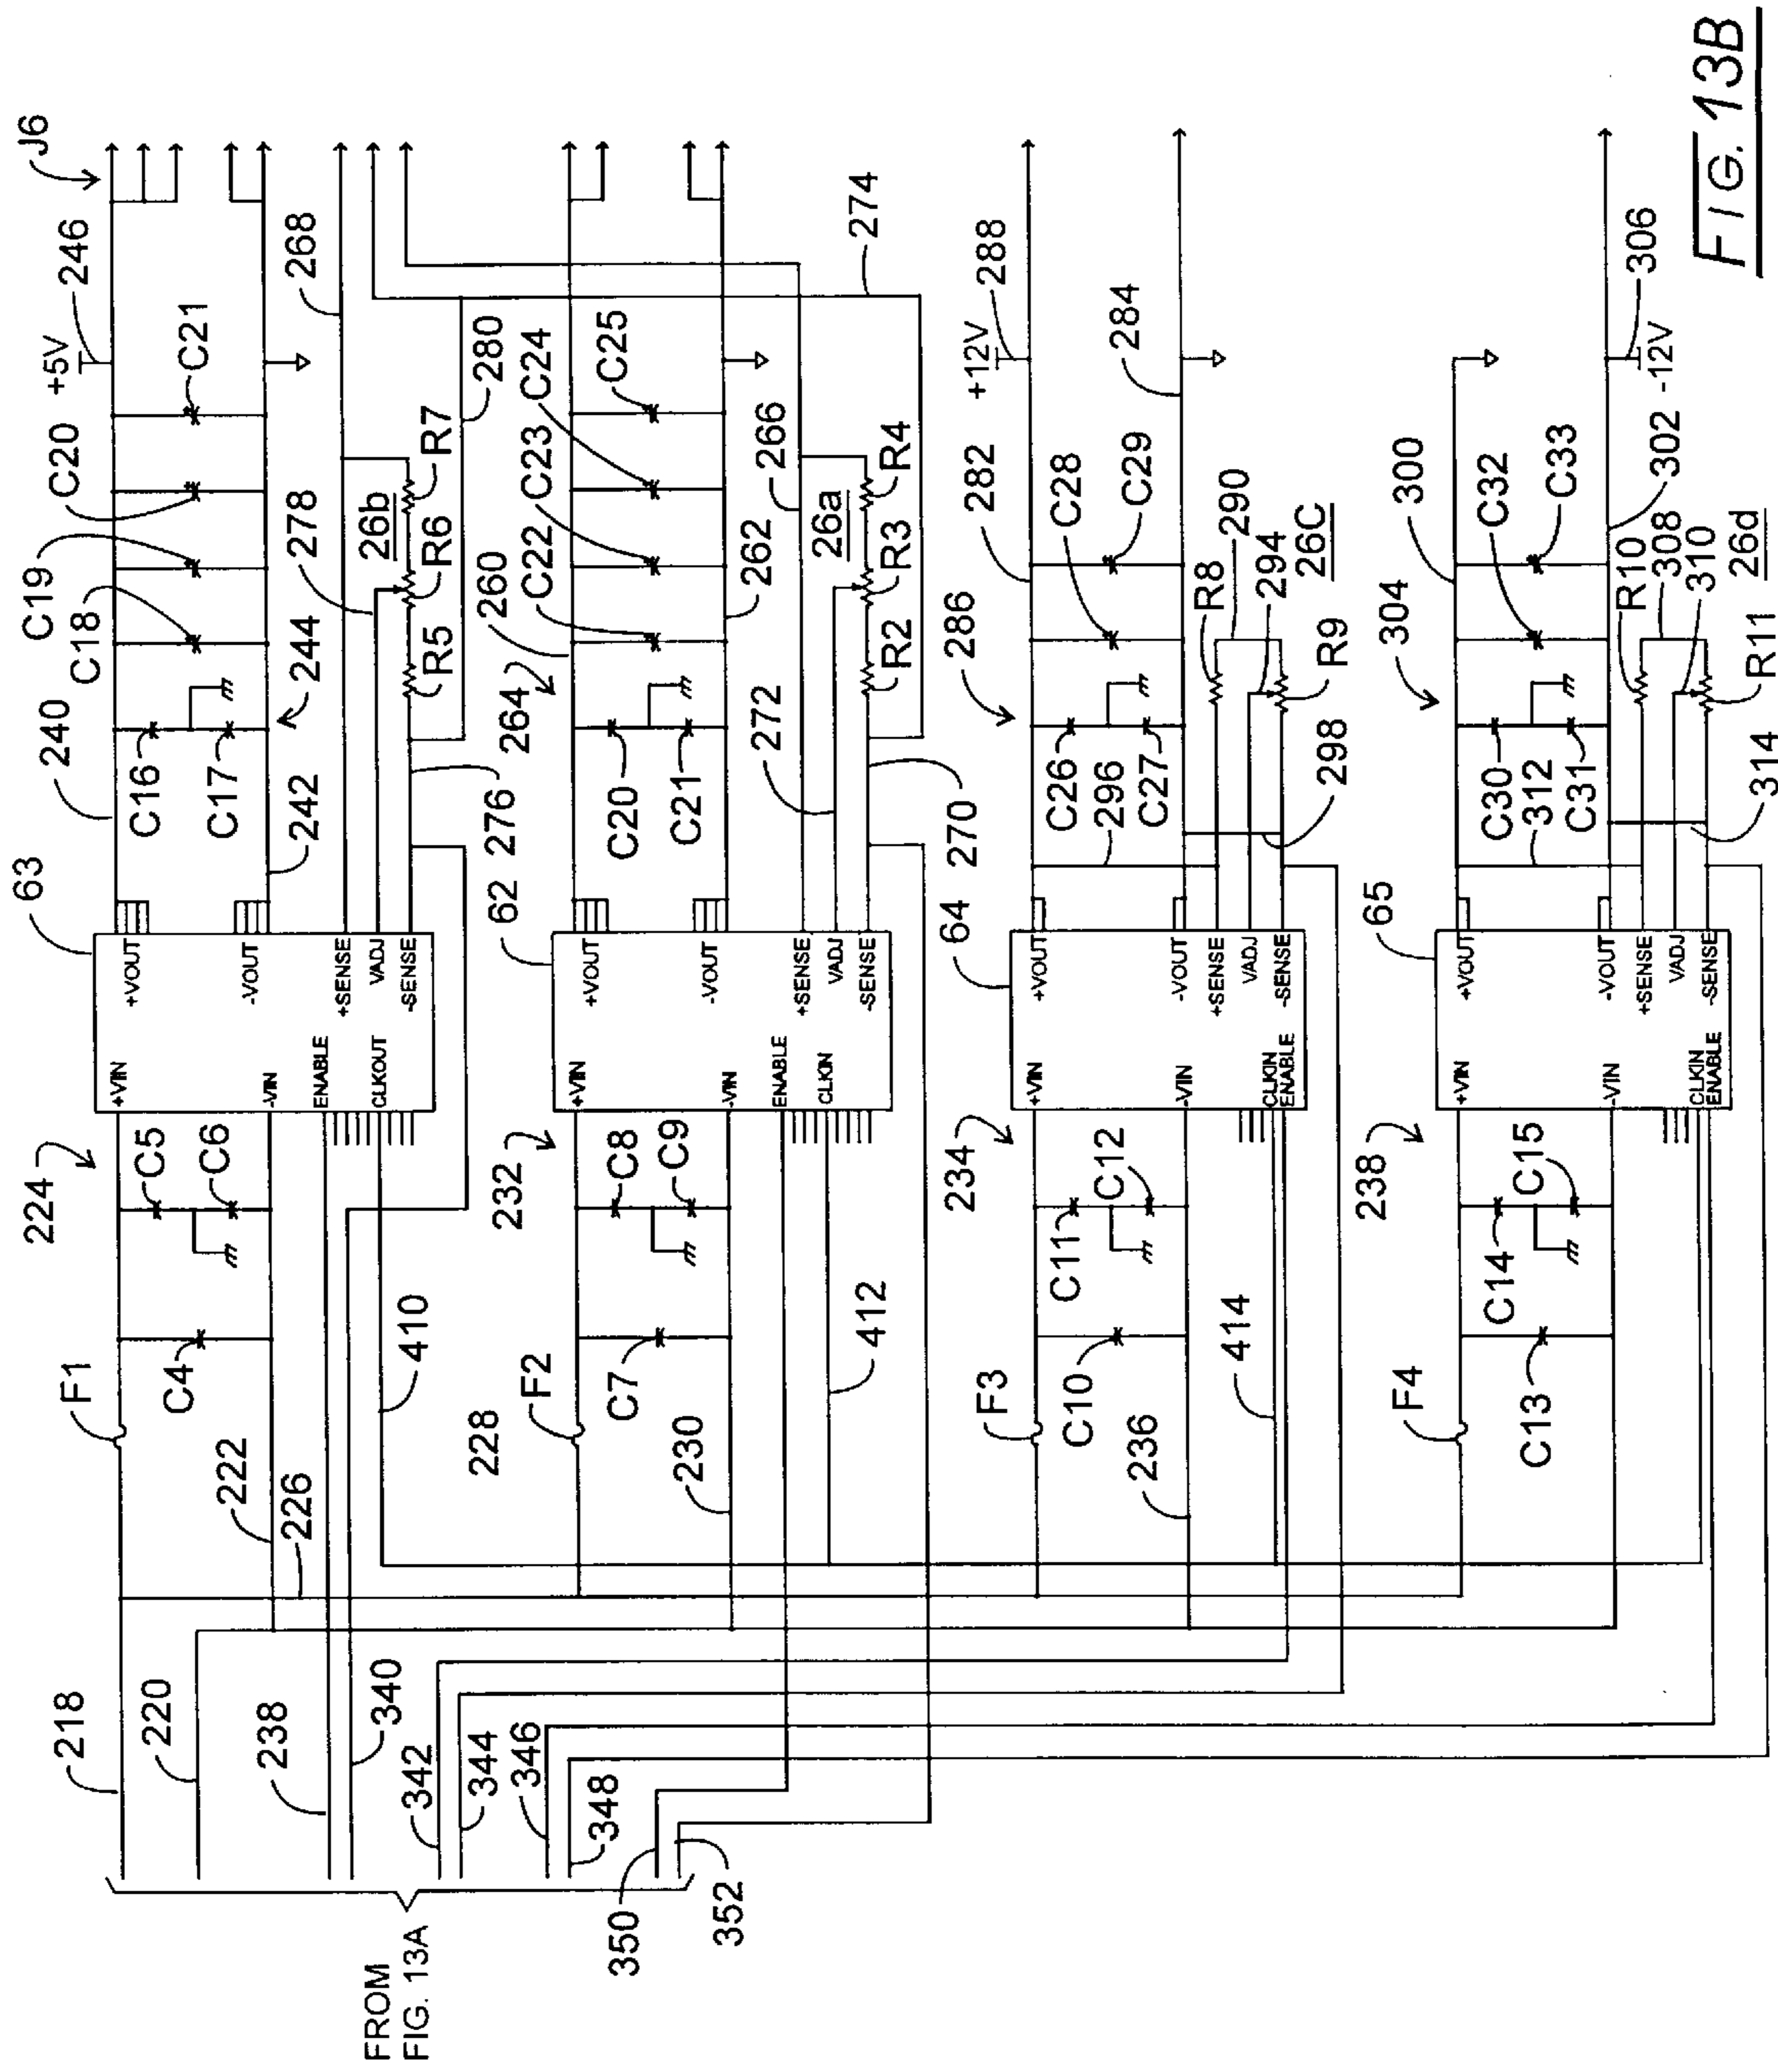 J6
+5V
246
C21
C20
C19
C18
240
C16
C17
242
244
63
224
F1
C4
C5
C6
+VIN
-VIN
ENABLE
CLKOUT
+VOUT
-VOUT
+SENSE
VADJ
-SENSE
278
268
26b
R7
R6
R5
280
276
218
220
222
226
238
340
410
342
344
346
348
350
352
FROM
FIG. 13A
228
F2
C7
C8
C9
232
230
412
62
+VIN
-VIN
ENABLE
CLKIN
+VOUT
-VOUT
+SENSE
VADJ
-SENSE
264
260
C22
C23
C24
C25
C20
C21
262
266
272
270
26a
R2
R3
R4
274
F3
C10
C11
C12
234
236
414
64
+VIN
-VIN
CLKIN
ENABLE
+VOUT
-VOUT
+SENSE
VADJ
-SENSE
286
282
C28
C29
+12V
288
284
C26
296
C27
298
R8
290
294
R9
26C
F4
C13
C14
C15
238
65
+VIN
-VIN
CLKIN
ENABLE
+VOUT
-VOUT
+SENSE
VADJ
-SENSE
304
300
C32
C33
C30
312
C31
314
302
-12V
306
R10
308
310
R11
26d
FIG. 13B